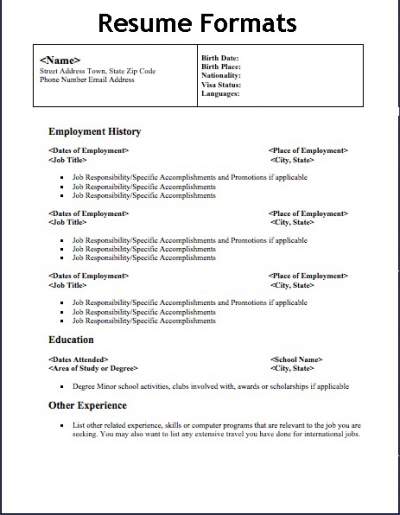 Resume Formats
<Name>
Street Address Town, State Zip Code
Phone Number Email Address
Birth Date:
Birth Place:
Nationality:
Visa Status:
Languages:
Employment History
<Dates of Employment> <Place of Employment>
<Job Title> <City, State>
• Job Responsibility/Specific Accomplishments and Promotions if applicable
• Job Responsibility/Specific Accomplishments
• Job Responsibility/Specific Accomplishments
<Dates of Employment> <Place of Employment>
<Job Title> <City, State>
• Job Responsibility/Specific Accomplishments and Promotions if applicable
• Job Responsibility/Specific Accomplishments
• Job Responsibility/Specific Accomplishments
<Dates of Employment> <Place of Employment>
<Job Title> <City, State>
• Job Responsibility/Specific Accomplishments and Promotions if applicable
• Job Responsibility/Specific Accomplishments
• Job Responsibility/Specific Accomplishments
Education
<Dates Attended> <School Name>
<Area of Study or Degree> <City, State>
• Degree Minor school activities, clubs involved with, awards or scholarships if applicable
Other Experience
• List other related experience, skills or computer programs that are relevant to the job you are
seeking. You may also want to list any extensive travel you have done for international jobs.